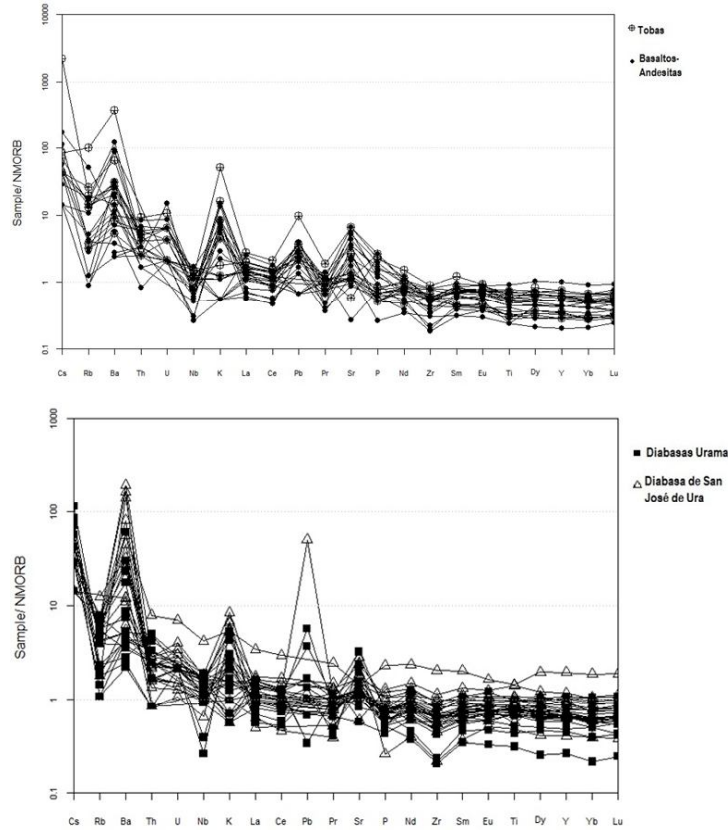 10000
1000
100
10
1
0.1
Sample/ NMORB
Cs Rb Ba Th U Nb K La Ce Pb Pr Sr P Nd Zr Sm Eu Ti Dy Y Yb Lu
Tobas
Basaltos-
Andesitas
1000
100
10
1
0.1
Sample/ NMORB
Cs Rb Ba Th U Nb K La Ce Pb Pr Sr P Nd Zr Sm Eu Ti Dy Y Yb Lu
Diabasas Urama
Diabasa de San
José de Ura